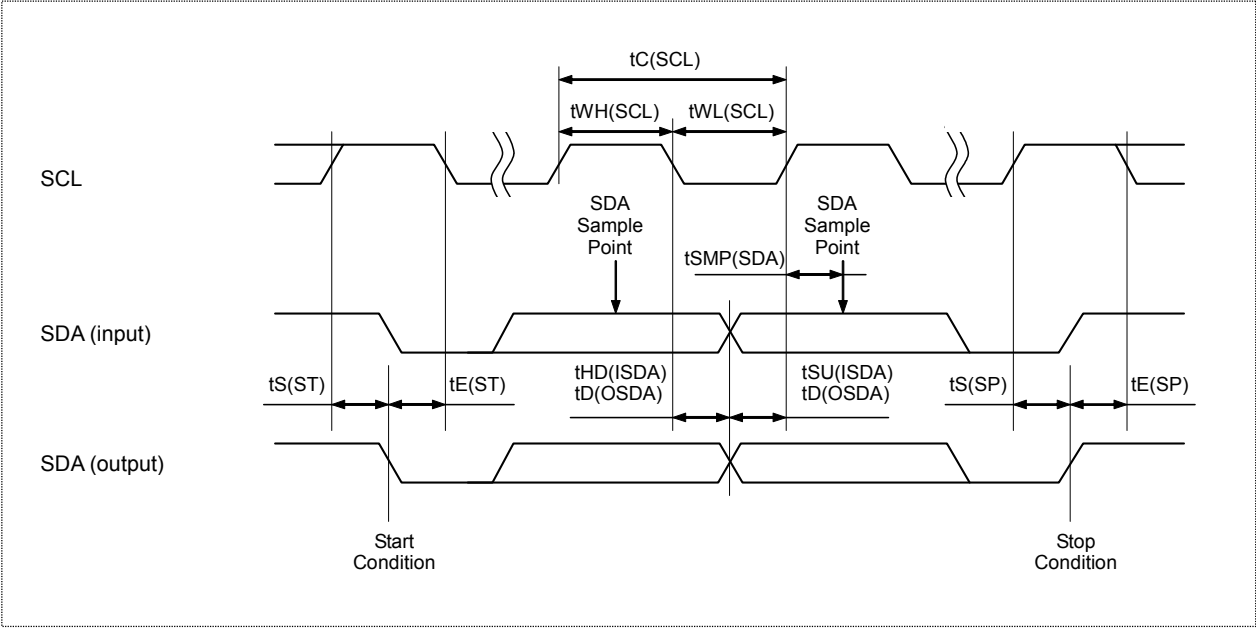 tC(SCL)
tWH(SCL) tWL(SCL)
SCL
SDA
Sample
Point
SDA
Sample
Point
tSMP(SDA)
SDA (input)
tS(ST) tE(ST)
tHD(ISDA)
tD(OSDA)
tSU(ISDA)
tD(OSDA)
tS(SP) tE(SP)
SDA (output)
Start
Condition
Stop
Condition